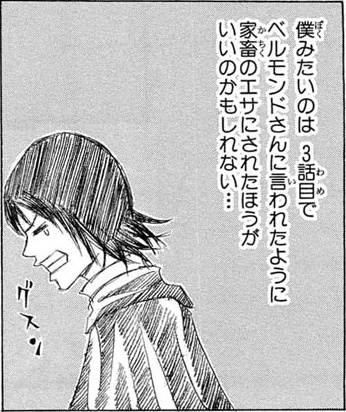 僕みたいのは 3話目で
ベルモンドさんに言われたように
家畜のエサにされたほうが
いいのかもしれない…
グスン